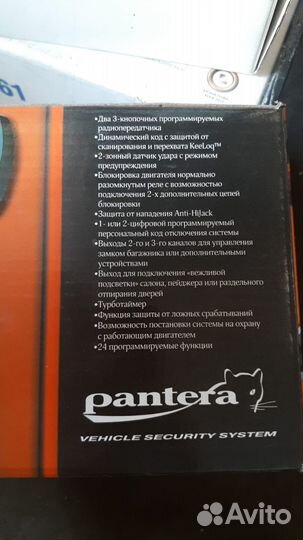 61
•Два 3-кнопочных программируемых
радиопередатчика
•Динамический код с защитой от
сканирования и перехвата KeeLoq™
•2-зонный датчик удара с режимом
предупреждения
•Блокировка двигателя нормально
разомкнутым реле с возможностью
подключения 2-х дополнительных цепей
блокировки
•Защита от нападения Anti-HiJack
•1- или 2-цифровой программируемый
персональный код отключения системы
•Выходы 2-го и 3-го каналов для управления
замком багажника или дополнительными
устройствами
•Выход для подключения «вежливой
подсветки» салона, пейджера или раздельного
отпирания дверей
•Турботаймер
•Функция защиты от ложных срабатываний
•Возможность постановки системы на охрану
с работающим двигателем
•24 программируемые функции
pantera
VEHICLE SECURITY SYSTEM
Avito